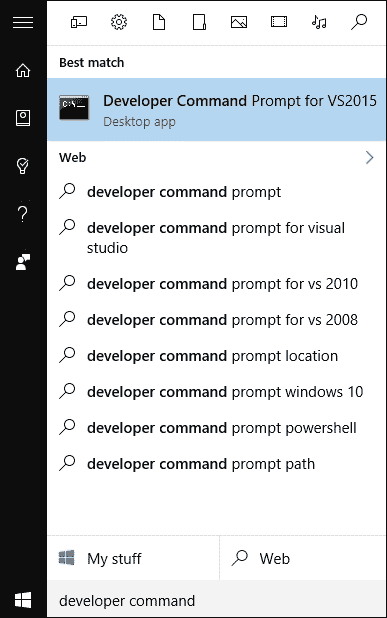 Best match
C:\._
Developer Command Prompt for VS2015
Desktop app
Web
developer command prompt
developer command prompt for visual
studio
developer command prompt for vs 2010
developer command prompt for vs 2008
developer command prompt location
developer command prompt windows 10
developer command prompt powershell
developer command prompt path
My stuff
Web
developer command